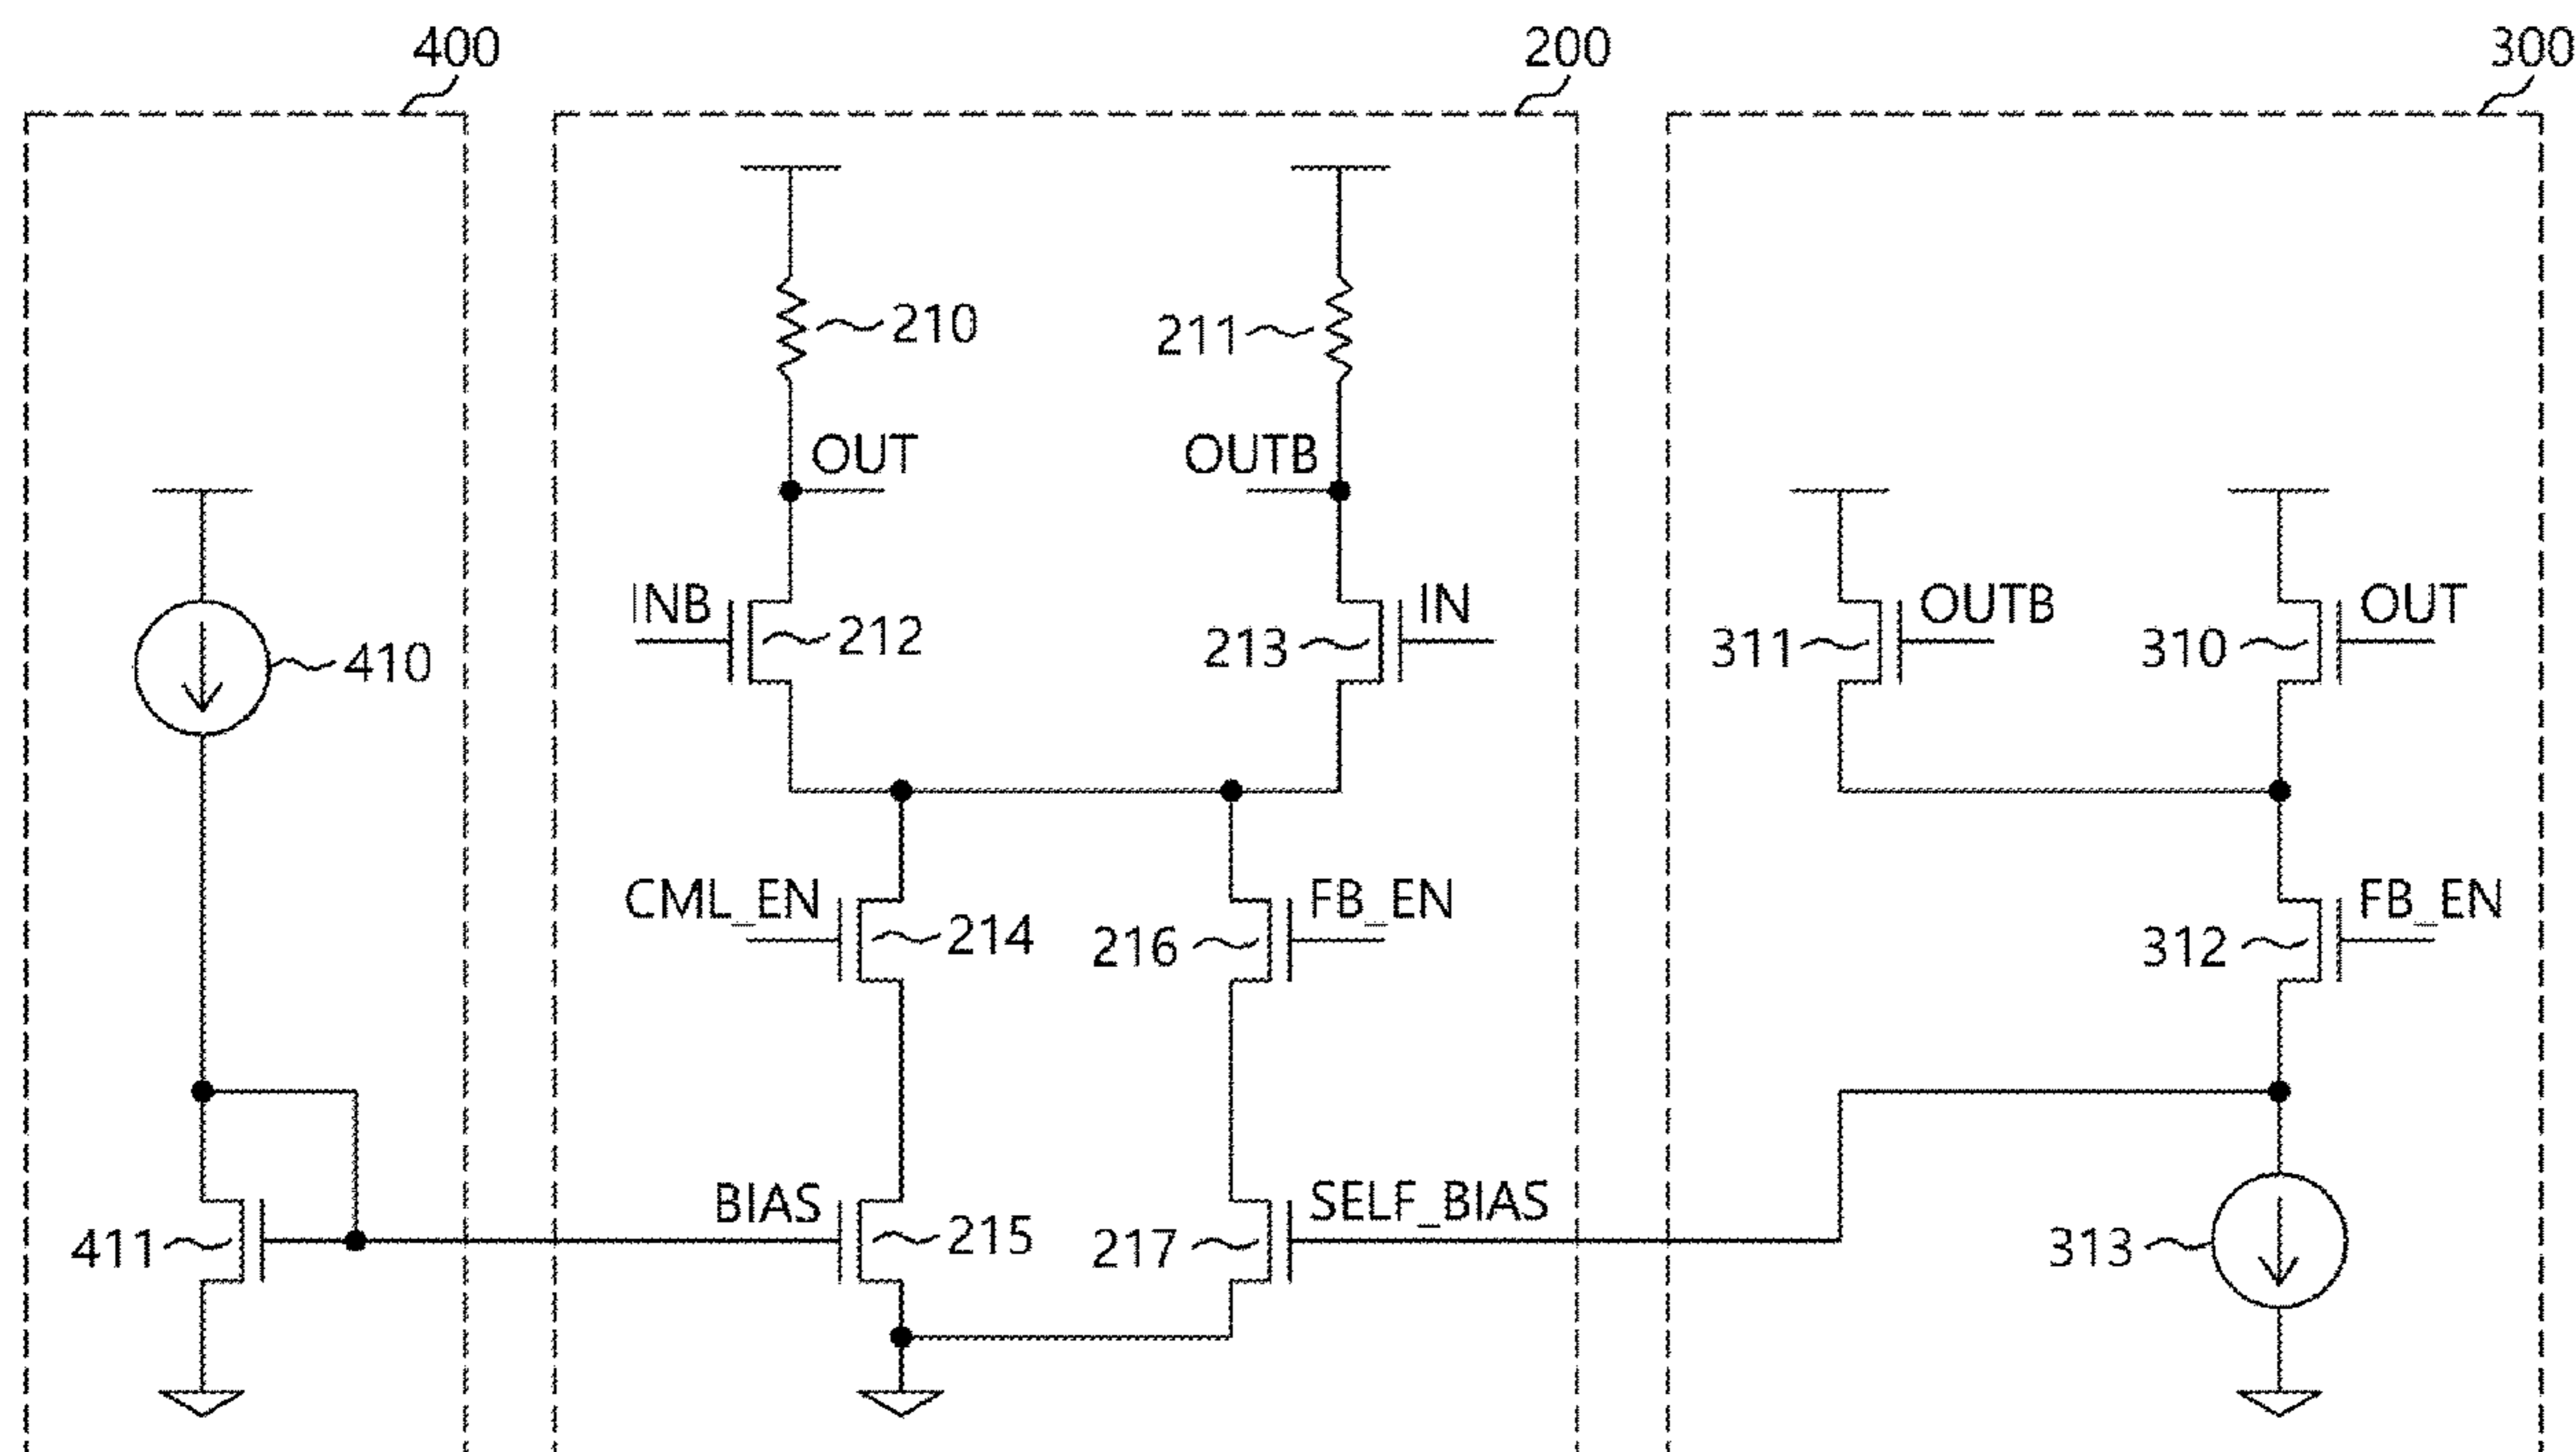 400
200
300
210
211
OUT
OUTB
INB
212
213
IN
OUTB
311
310
OUT
410
CML_EN
214
216
FB_EN
312
FB_EN
BIAS
215
217
SELF_BIAS
411
313